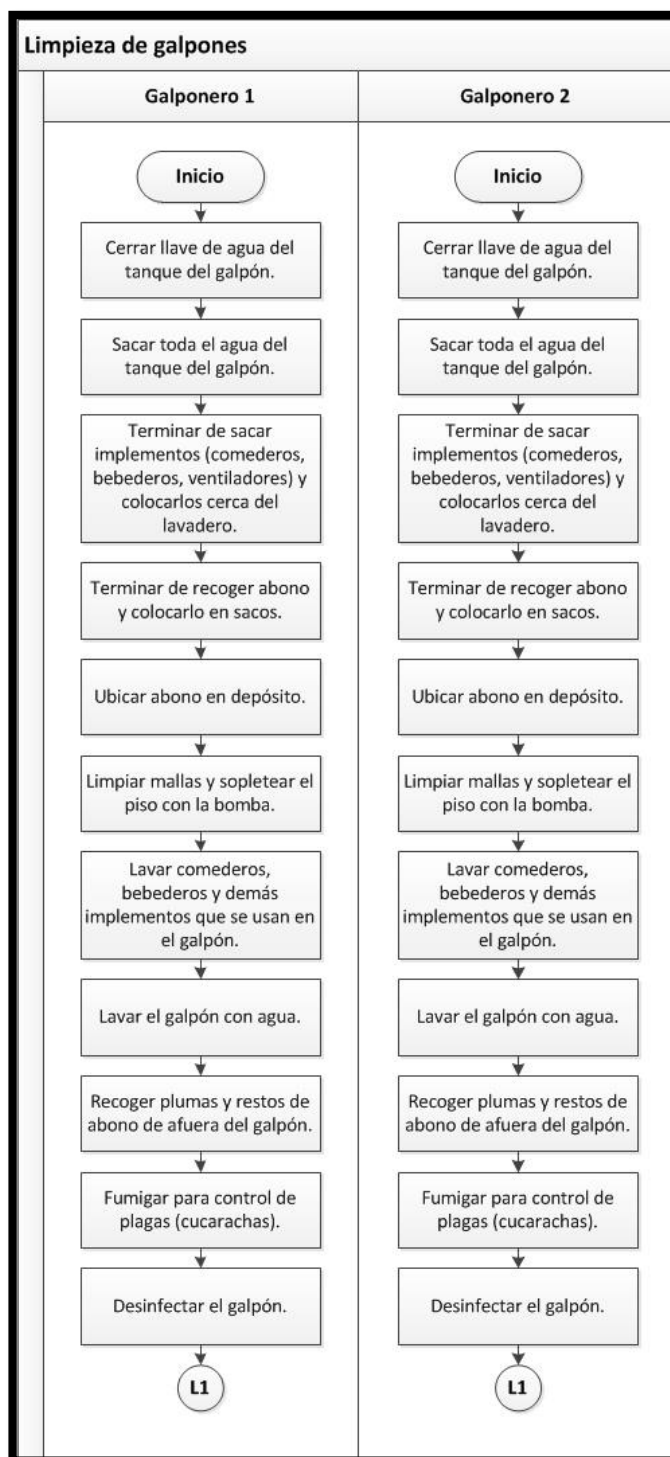 Limpieza de galpones
Galponero 1
Inicio
Cerrar llave de agua del
tanque del galpón.
Sacar toda el agua del
tanque del galpón.
Terminar de sacar
implementos (comederos,
bebederos, ventiladores) y
colocarlos cerca del
lavadero.
Terminar de recoger abono
y colocarlo en sacos.
Ubicar abono en depósito.
Limpiar mallas y sopletear el
piso con la bomba.
Lavar comederos,
bebederos y demás
implementos que se usan en
el galpón.
Lavar el galpón con agua.
Recoger plumas y restos de
abono de afuera del galpón.
Fumigar para control de
plagas (cucarachas).
Desinfectar el galpón.
L1
Galponero 2
Inicio
Cerrar llave de agua del
tanque del galpón.
Sacar toda el agua del
tanque del galpón.
Terminar de sacar
implementos (comederos,
bebederos, ventiladores) y
colocarlos cerca del
lavadero.
Terminar de recoger abono
y colocarlo en sacos.
Ubicar abono en depósito.
Limpiar mallas y sopletear el
piso con la bomba.
Lavar comederos,
bebederos y demás
implementos que se usan en
el galpón.
Lavar el galpón con agua.
Recoger plumas y restos de
abono de afuera del galpón.
Fumigar para control de
plagas (cucarachas).
Desinfectar el galpón.
L1